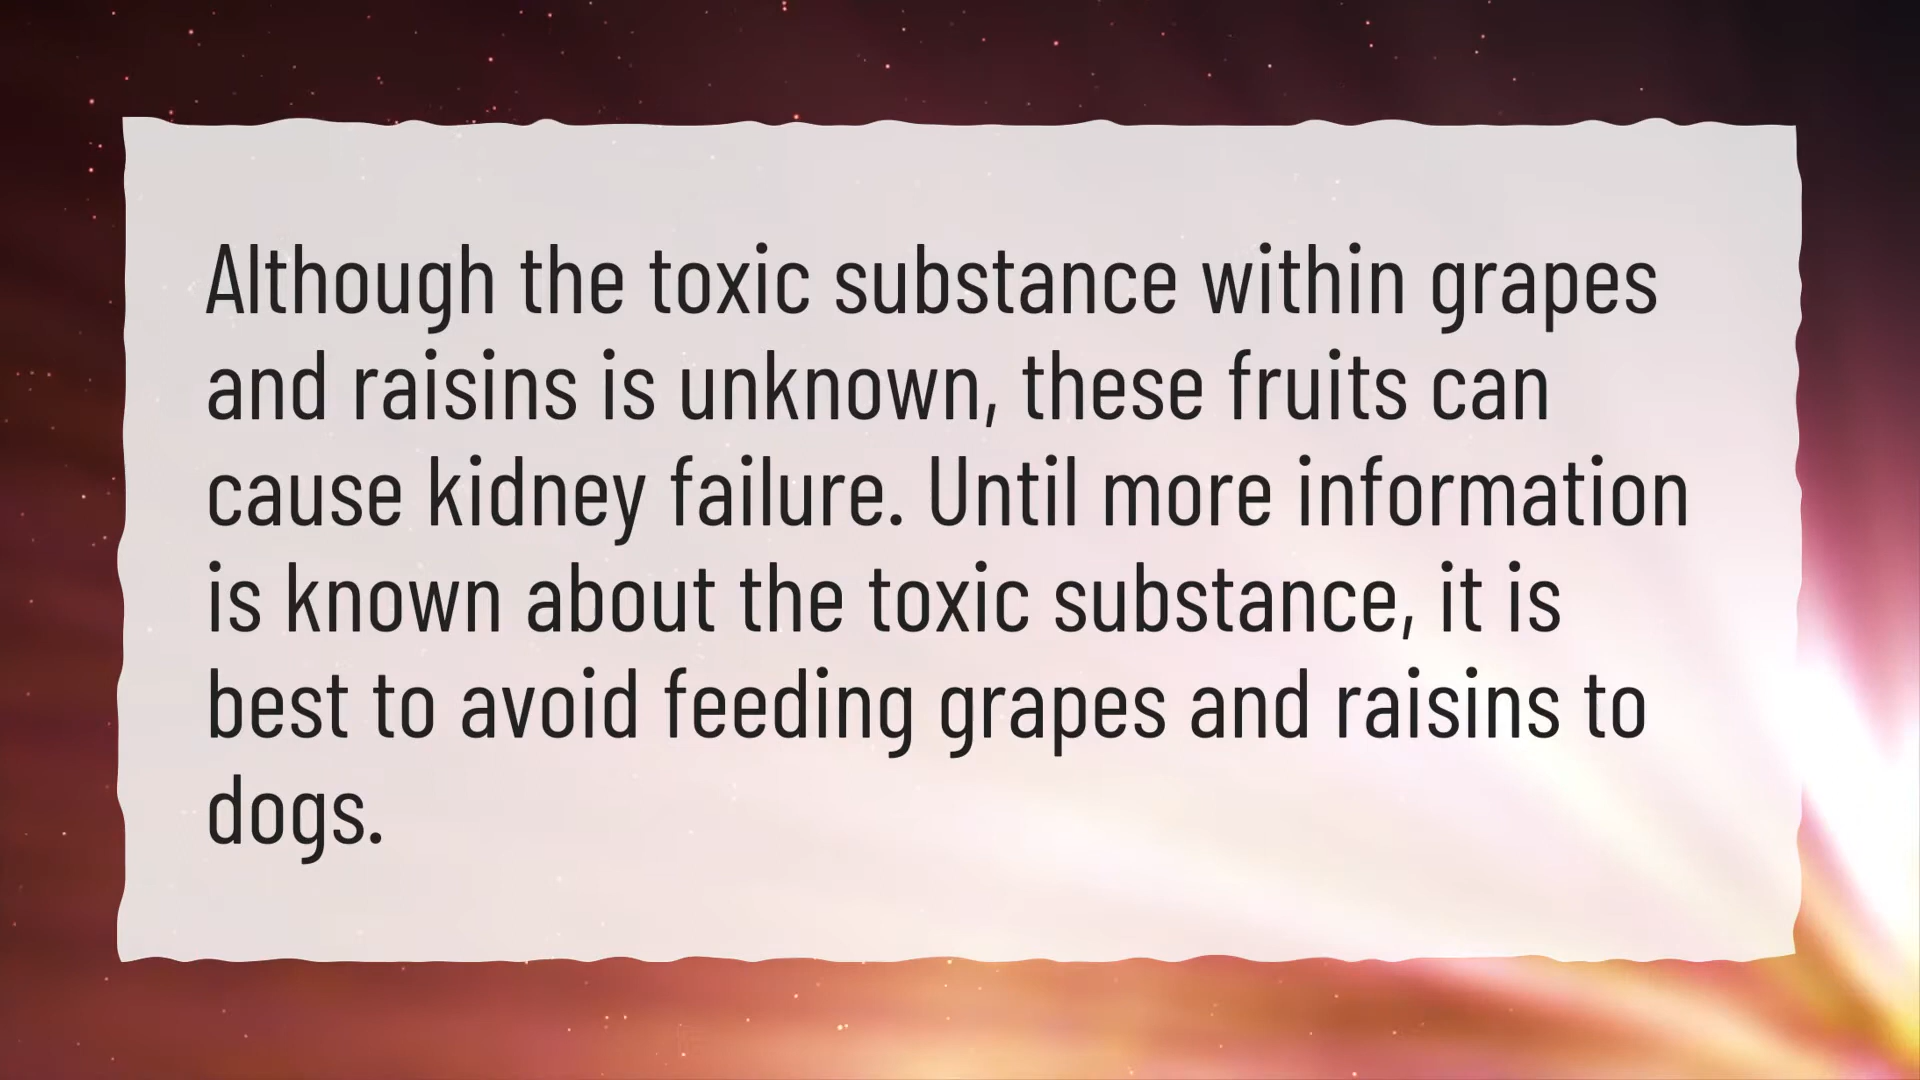 Although the toxic substance within grapes
and raisins is unknown, these fruits can
cause kidney failure. Until more information
is known about the toxic substance, it is
best to avoid feeding grapes and raisins to
dogs.